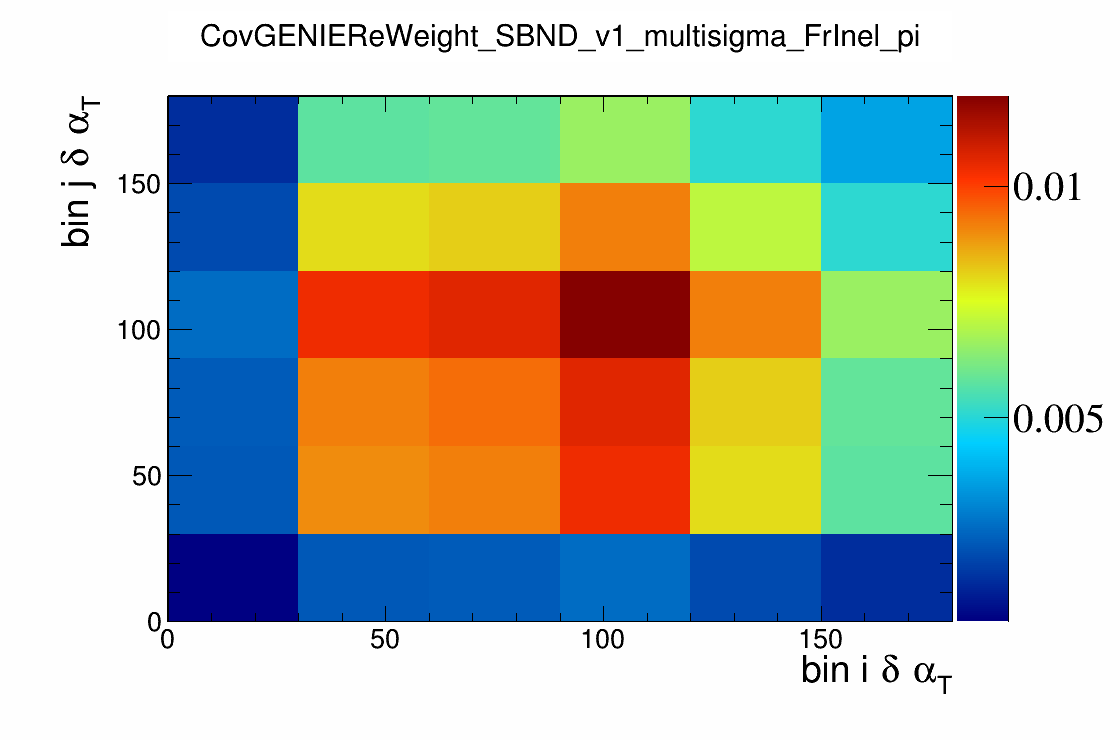 CovGENIEReWeight_SBND_v1_multisigma_FrInel_pi
bin j δ α_T
150
100
50
0
0 50 100 150
bin i δ α_T
0.01
0.005